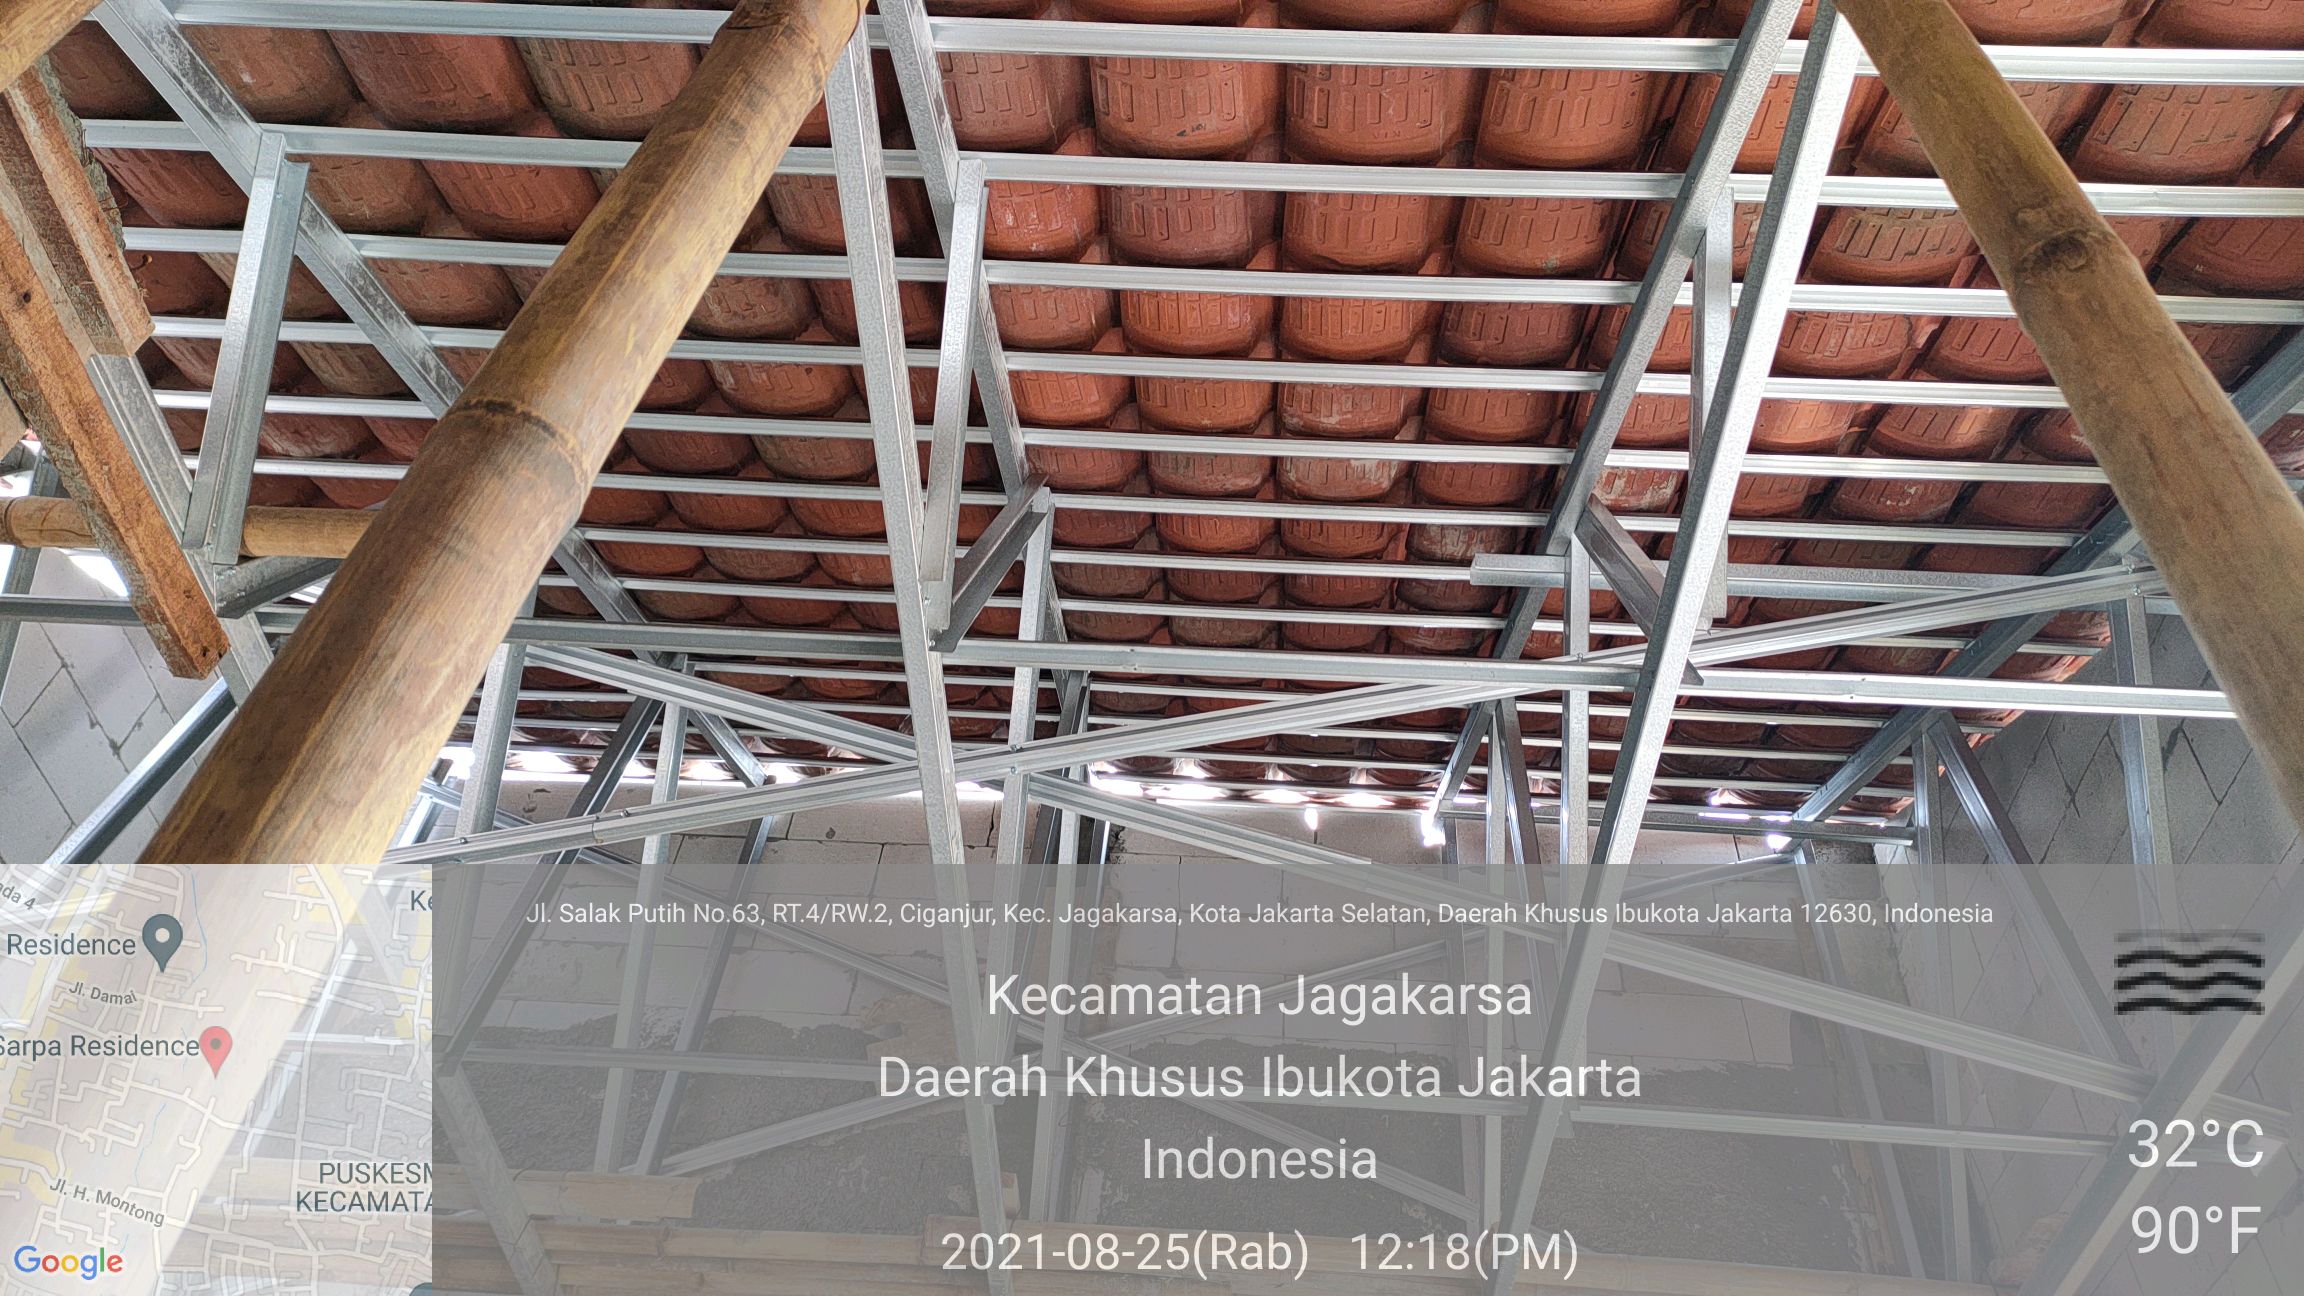 Jl. Salak Putih No.63, RT.4/RW.2, Ciganjur, Kec. Jagakarsa, Kota Jakarta Selatan, Daerah Khusus Ibukota Jakarta 12630, Indonesia
Kecamatan Jagakarsa
Daerah Khusus Ibukota Jakarta
Indonesia
2021-08-25(Rab) 12:18(PM)
32°C
90°F
Residence
Jl. Damai
Sarpa Residence
PUSKESM
KECAMATA
Jl. H. Montong
Google